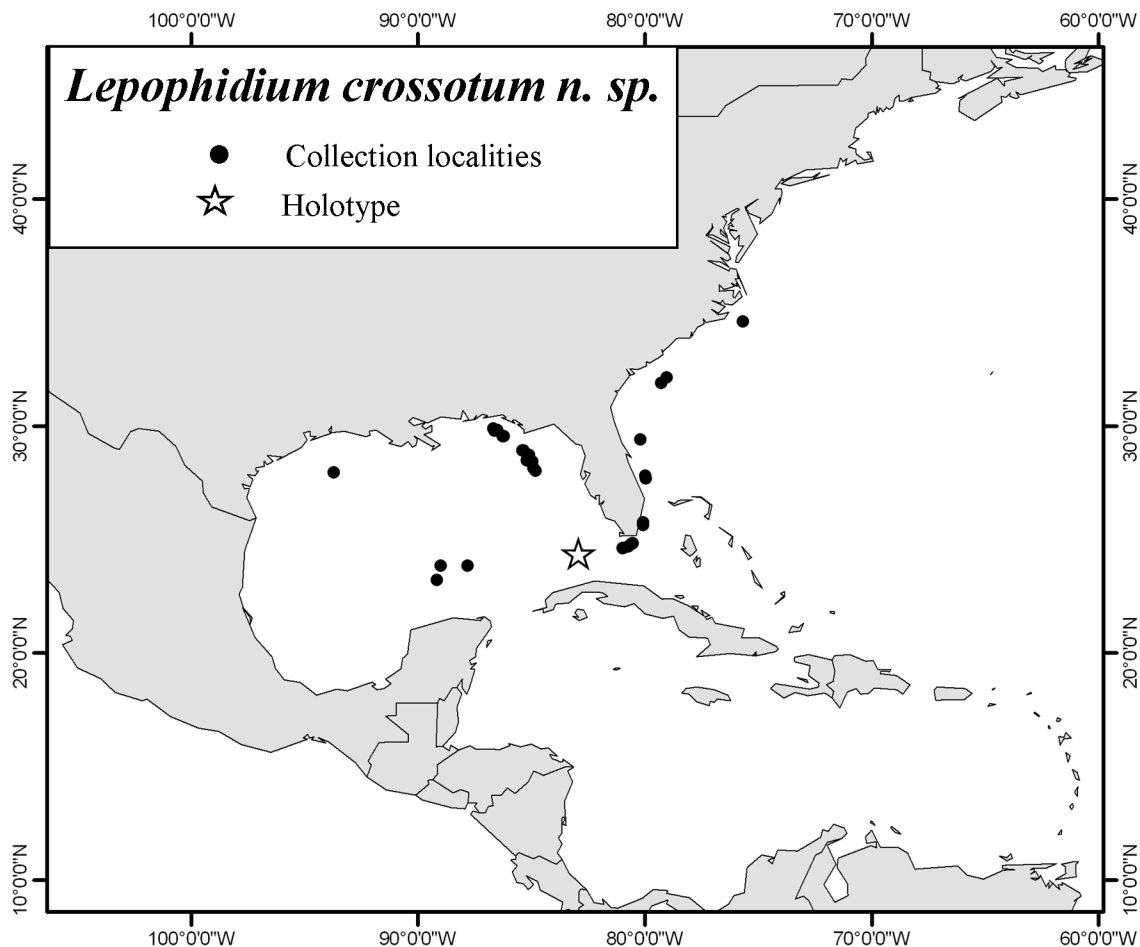 100°0'0"W 90°0'0"W 80°0'0"W 70°0'0"W 60°0'0"W
Lepophidium crossotum n. sp.
Collection localities
Holotype
40°0'0"N 40°0'0"N
30°0'0"N 30°0'0"N
20°0'0"N 20°0'0"N
10°0'0"N 10°0'0"N
100°0'0"W 90°0'0"W 80°0'0"W 70°0'0"W 60°0'0"W